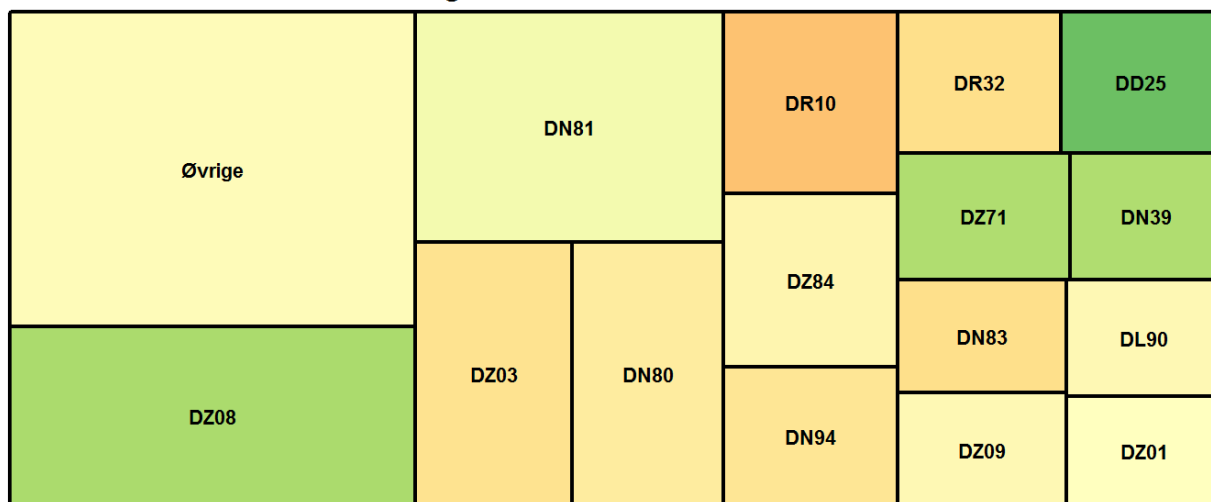 Øvrige
DN81
DR10
DR32
DD25
DZ71
DN39
DZ84
DN83
DL90
DZ03
DN80
DZ08
DN94
DZ09
DZ01